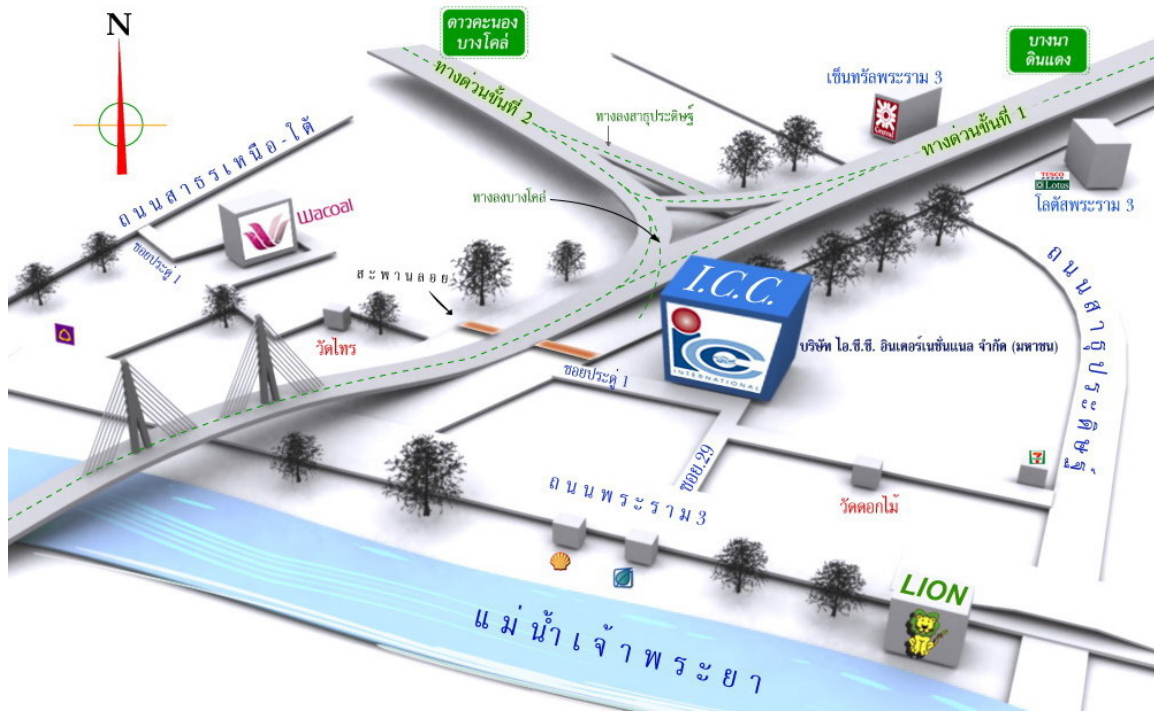 N
ดาวคะนอง
บางโคล่
บางนา
ดินแดง
เซ็นทรัลพระราม 3
Central
ทางด่วนขั้นที่ 2
ทางลงสาธุประดิษฐ์
ทางด่วนขั้นที่ 1
TESCO
Lotus
โลตัสพระราม 3
ถนนสาธรเหนือ-ใต้
Wacoal
ทางลงบางโคล่
ซอยประดู่ 1
สะพานลอย
I.C.C.
ICC
INTERNATIONAL
บริษัท ไอ.ซี.ซี. อินเตอร์เนชั่นแนล จำกัด (มหาชน)
ถนนสาธุประดิษฐ์
วัดไทร
ซอยประดู่ 1
ซอย.29
7
วัดดอกไม้
ถนนพระราม3
LION
แม่น้ำเจ้าพระยา